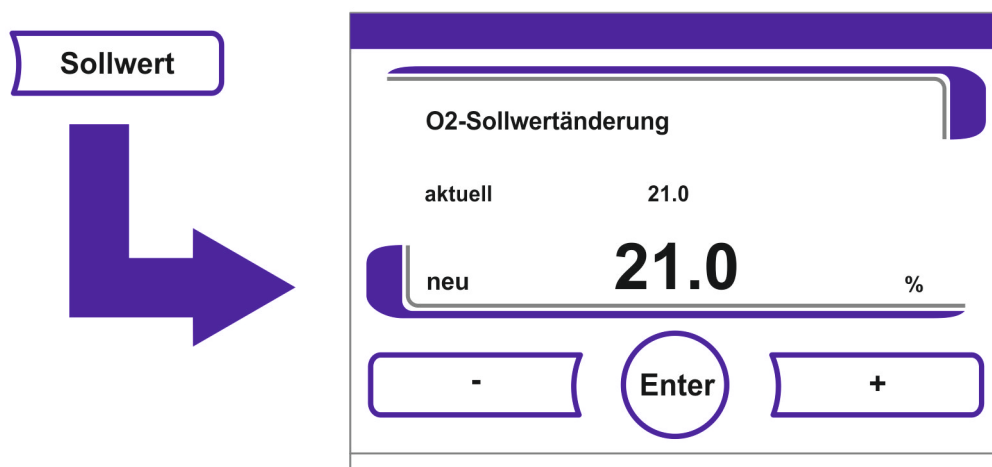 Sollwert
O2-Sollwertänderung
aktuell 21.0
neu 21.0 %
- Enter +